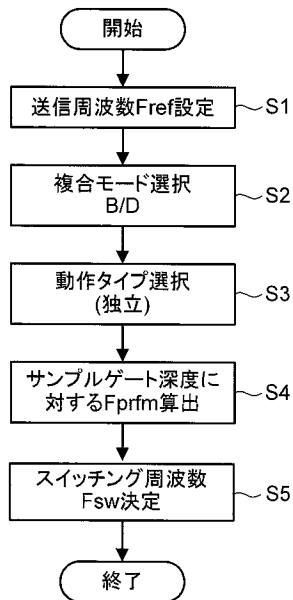 開始
送信周波数Fref設定
S1
複合モード選択
B/D
S2
動作タイプ選択
(独立)
S3
サンプルゲート深度に
対するFprfm算出
S4
スイッチング周波数
Fsw決定
S5
終了